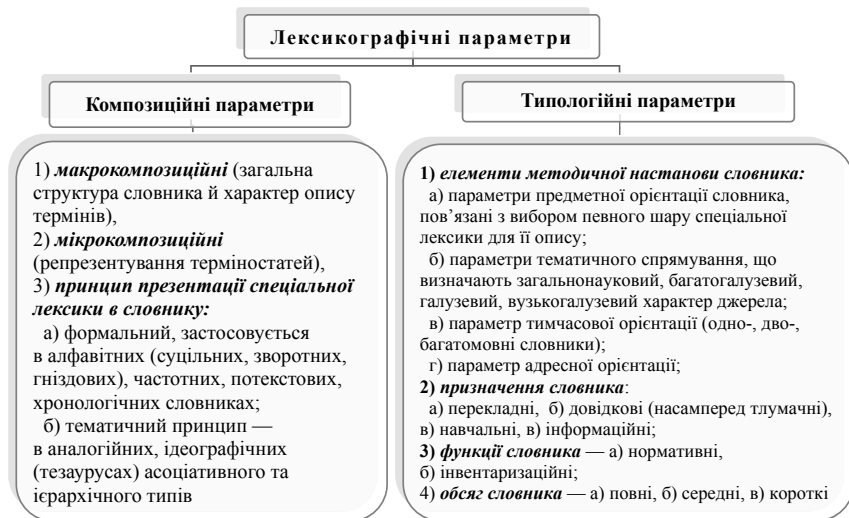 Лексикографічні параметри
Композиційні параметри
1) макрокомпозиційні (загальна
структура словника й характер опису
термінів),
2) мікрокомпозиційні
(репрезентування терміностатей),
3) принцип презентації спеціальної
лексики в словнику:
а) формальний, застосовується
в алфавітних (суцільних, зворотних,
гніздових), частотних, потекстових,
хронологічних словниках;
б) тематичний принцип —
в аналогійних, ідеографічних
(тезаурусах) асоціативного та
ієрархічного типів
Типологійні параметри
1) елементи методичної настанови словника:
а) параметри предметної орієнтації словника,
пов’язані з вибором певного шару спеціальної
лексики для її опису;
б) параметри тематичного спрямування, що
визначають загальнонауковий, багатогалузевий,
галузевий, вузькогалузевий характер джерела;
в) параметр тимчасової орієнтації (одно-, дво-,
багатомовні словники);
г) параметр адресної орієнтації;
2) призначення словника:
а) перекладні, б) довідкові (насамперед тлумачні),
в) навчальні, в) інформаційні;
3) функції словника — а) нормативні,
б) інвентаризаційні;
4) обсяг словника — а) повні, б) середні, в) короткі